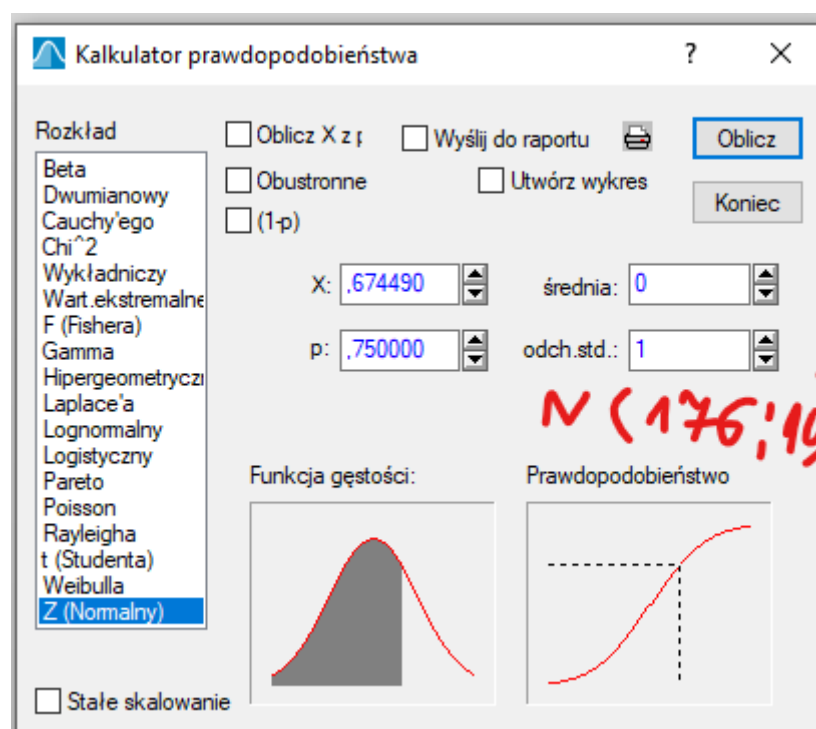 Kalkulator prawdopodobieństwa ?
Rozkład
Beta
Dwumianowy
Cauchy'ego
Chi^2
Wykładniczy
Wart.ekstremalne
F (Fishera)
Gamma
Hipergeometryczn
Laplace'a
Lognormalny
Logistyczny
Pareto
Poisson
Rayleigha
t (Studenta)
Weibulla
Z (Normalny)
Oblicz X z p
Wyślij do raportu
Oblicz
Obustronne
Utwórz wykres
(1-p)
Koniec
X: ,674490
średnia: 0
p: ,750000
odch.std.: 1
N (176;
Funkcja gęstości:
Prawdopodobieństwo
Stałe skalowanie